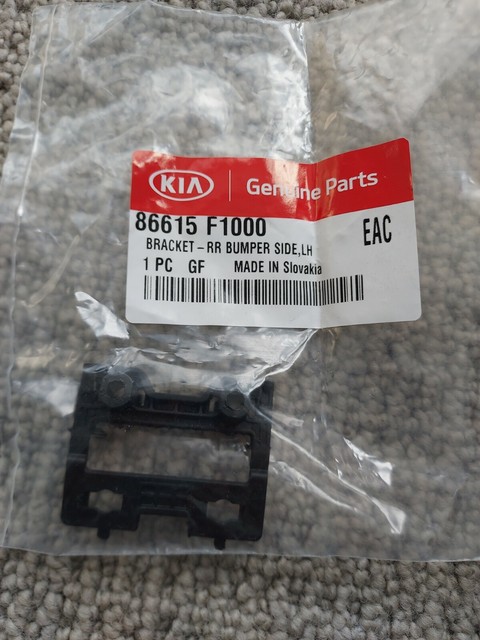 KIA Genuine Parts
86615 F1000
BRACKET-RR BUMPER SIDE,LH
EAC
1 PC GF MADE IN Slovakia